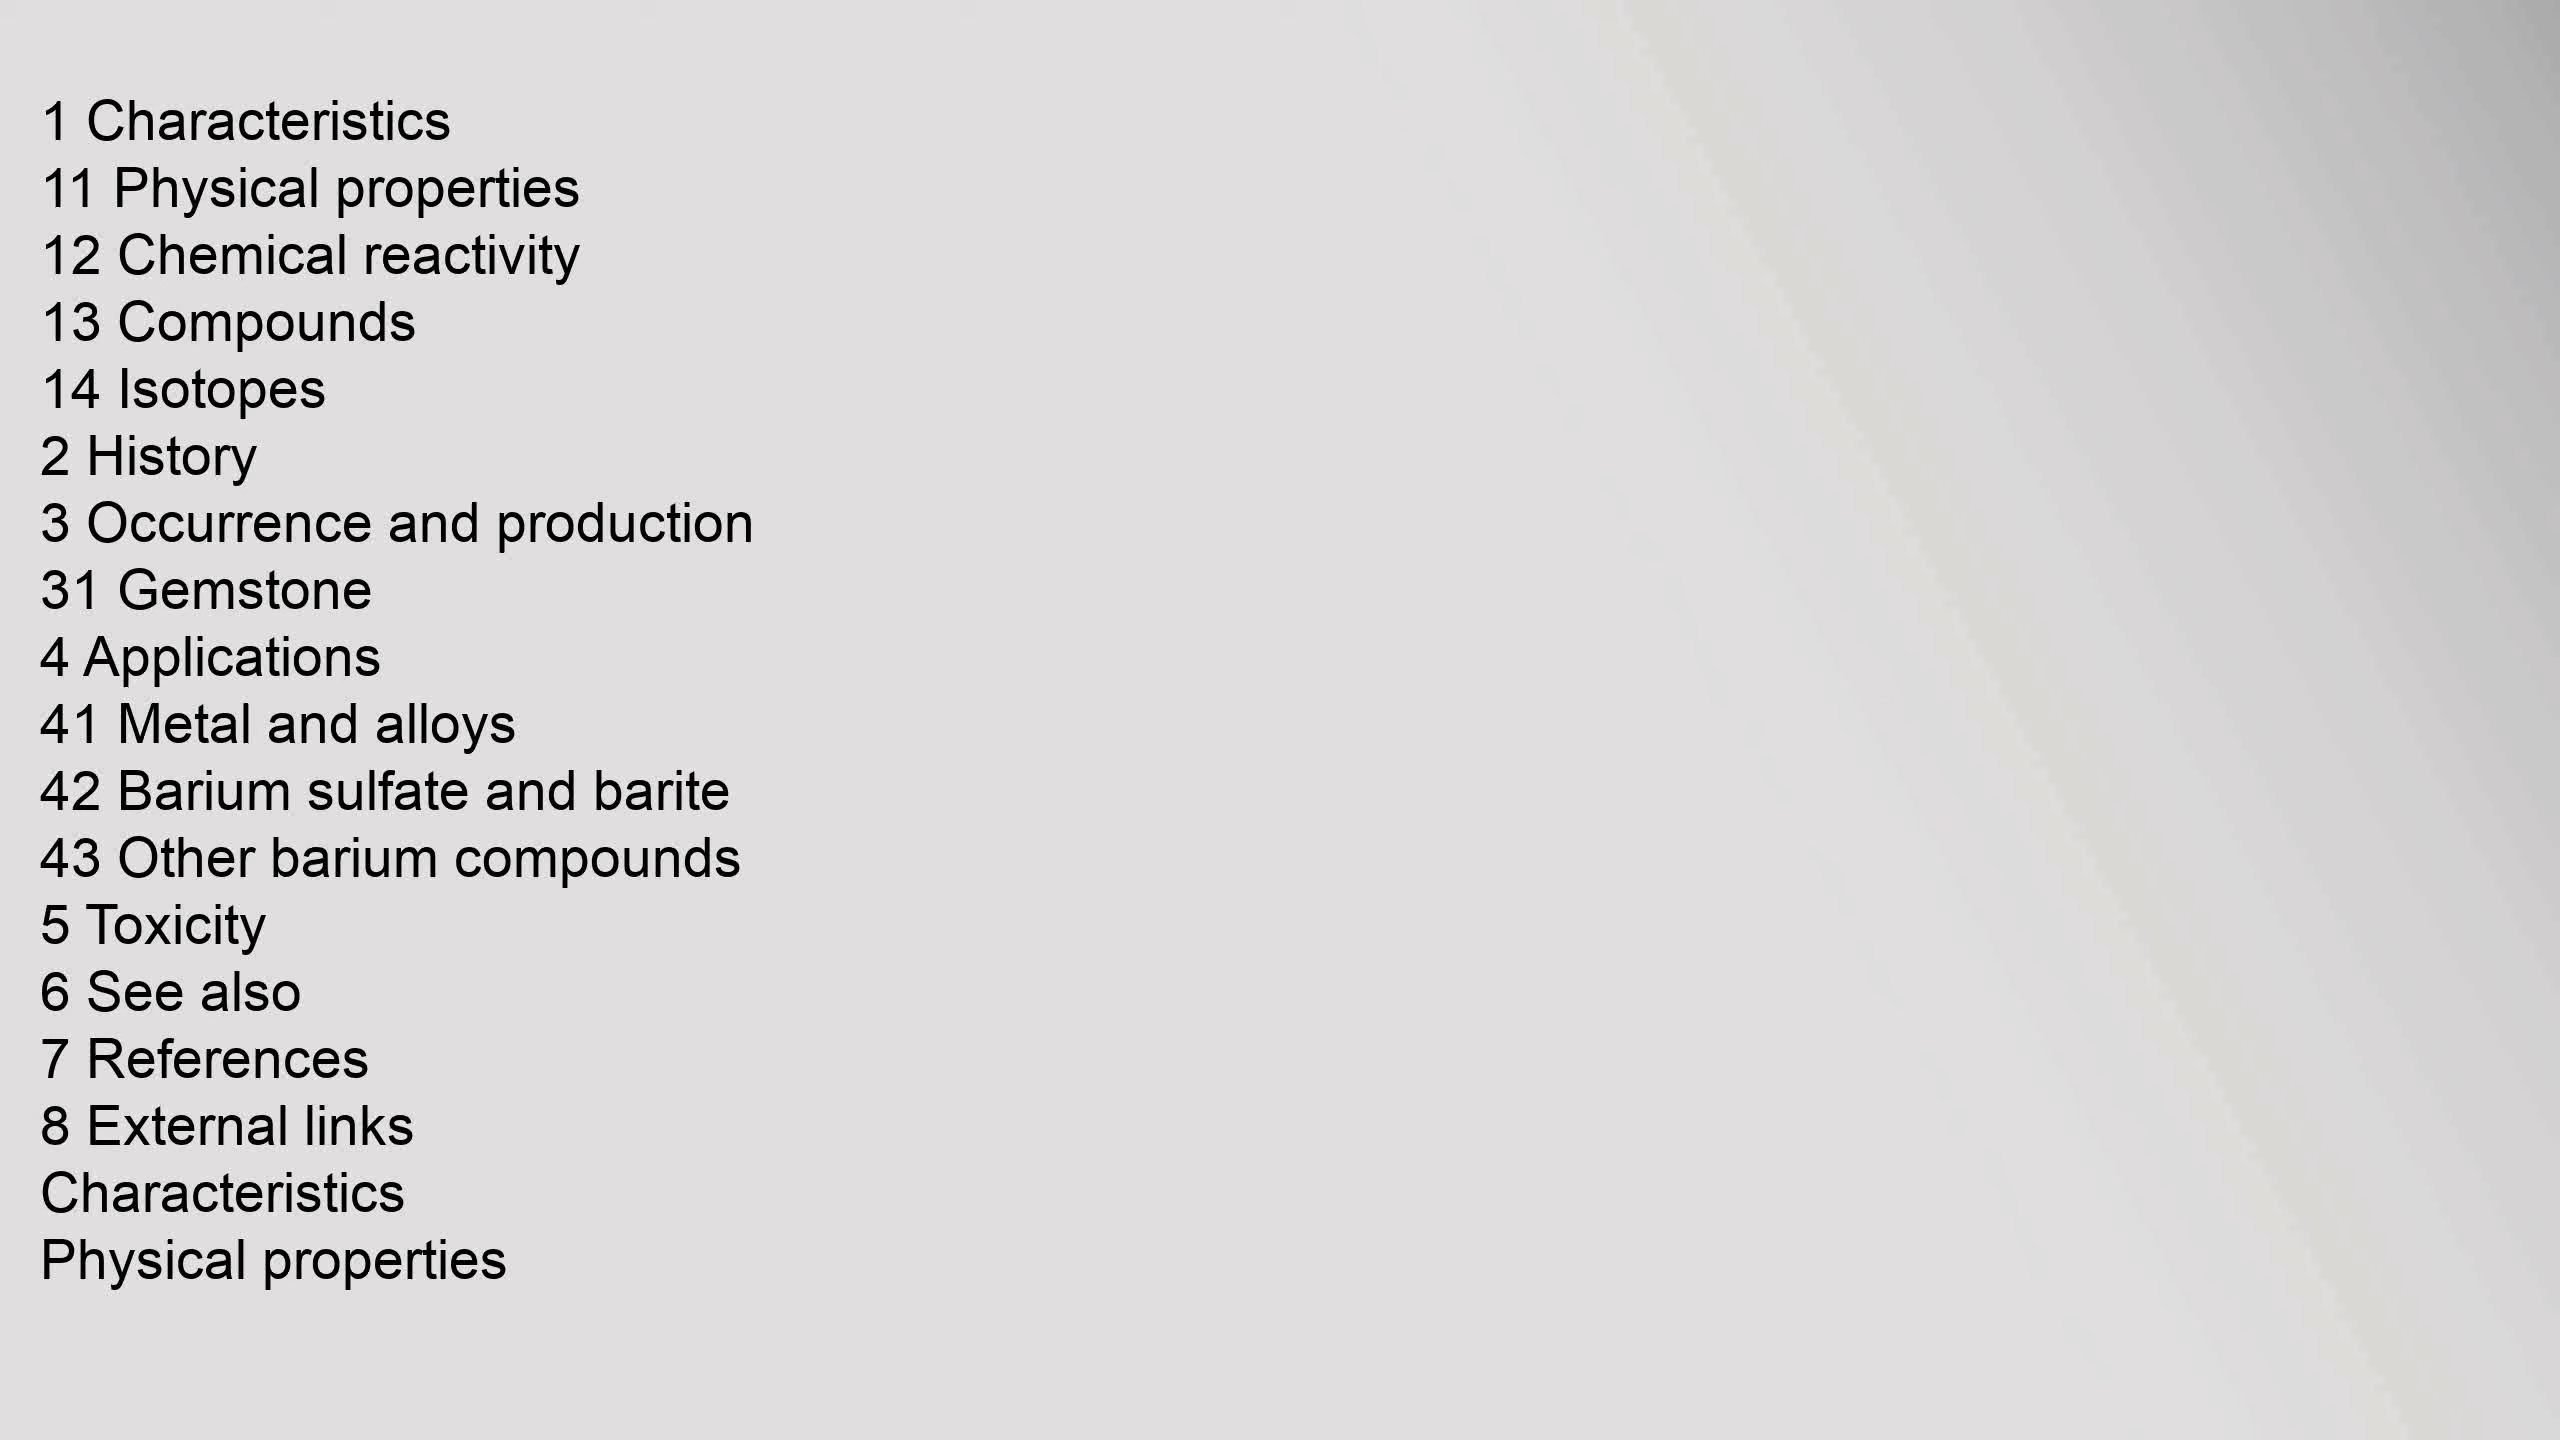 1 Characteristics
11 Physical properties
12 Chemical reactivity
13 Compounds
14 Isotopes
2 History
3 Occurrence and production
31 Gemstone
4 Applications
41 Metal and alloys
42 Barium sulfate and barite
43 Other barium compounds
5 Toxicity
6 See also
7 References
8 External links
Characteristics
Physical properties